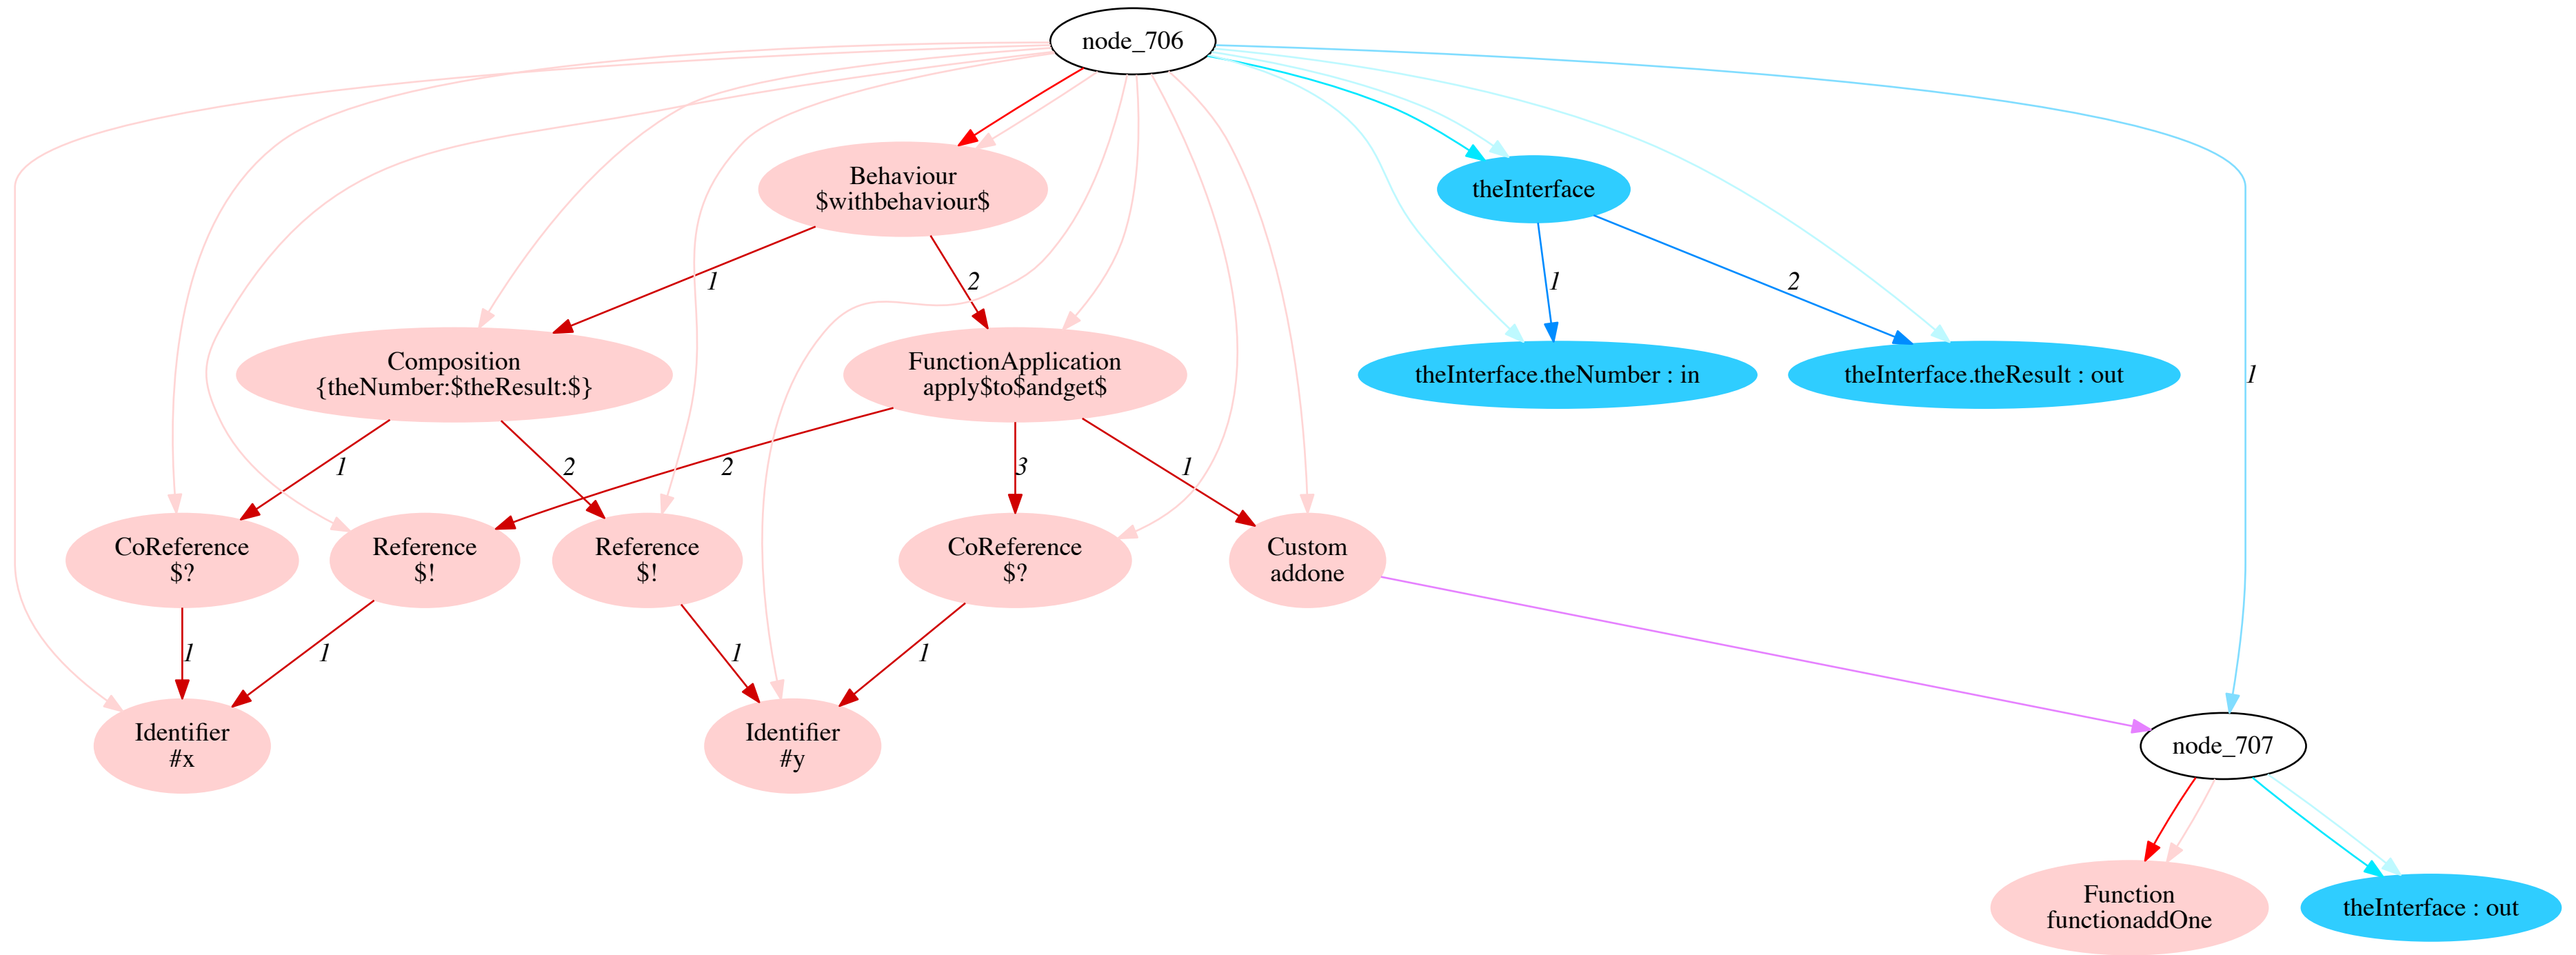 node_706
Behaviour
$withbehaviour$
theInterface
1
2
1
2
Composition
{theNumber:$theResult:$}
FunctionApplication
apply$to$andget$
theInterface.theNumber : in
theInterface.theResult : out
1
1
2
2
3
1
CoReference
$?
Reference
$!
Reference
$!
CoReference
$?
Custom
addone
1
1
1
1
Identifier
#x
Identifier
#y
node_707
Function
functionaddOne
theInterface : out